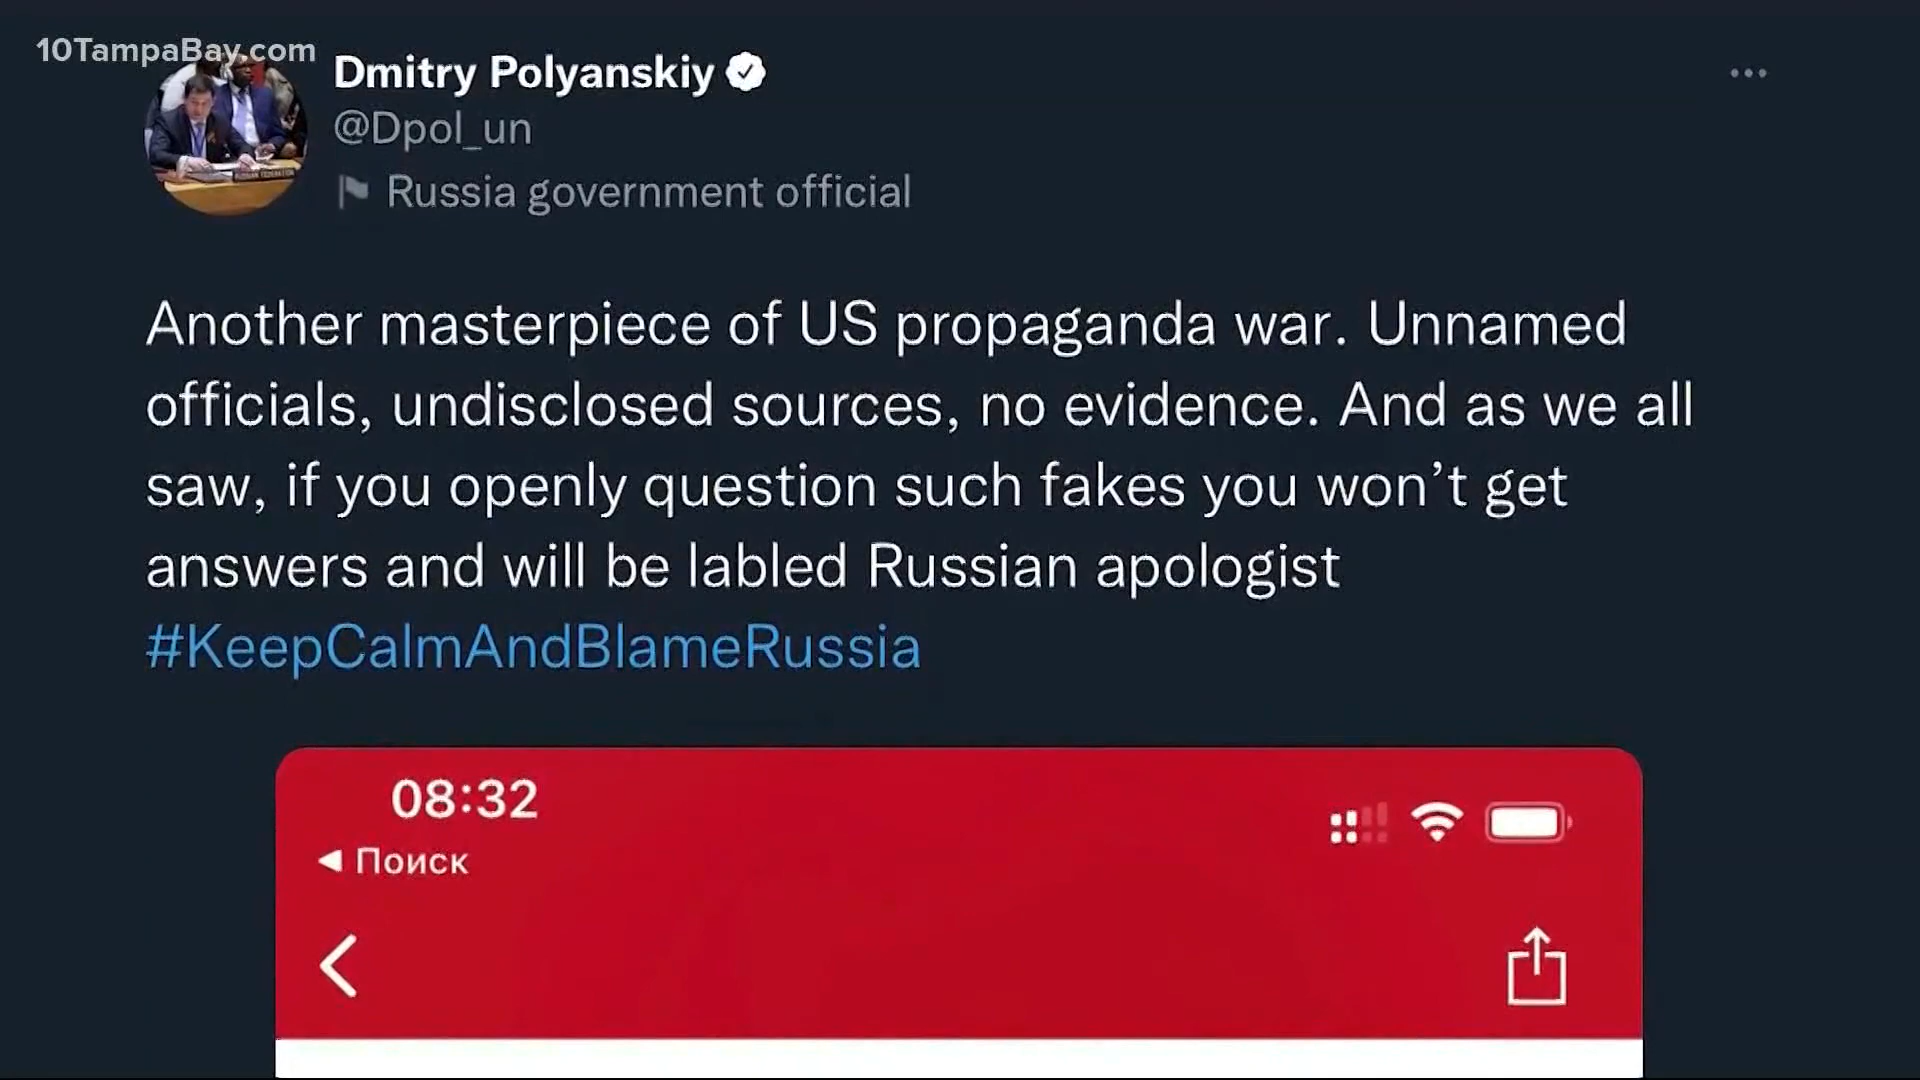 10TampaBay.com
Dmitry Polyanskiy
@Dpol_un
Russia government official
Another masterpiece of US propaganda war. Unnamed
officials, undisclosed sources, no evidence. And as we all
saw, if you openly question such fakes you won’t get
answers and will be labled Russian apologist
#KeepCalmAndBlameRussia
08:32
Поиск